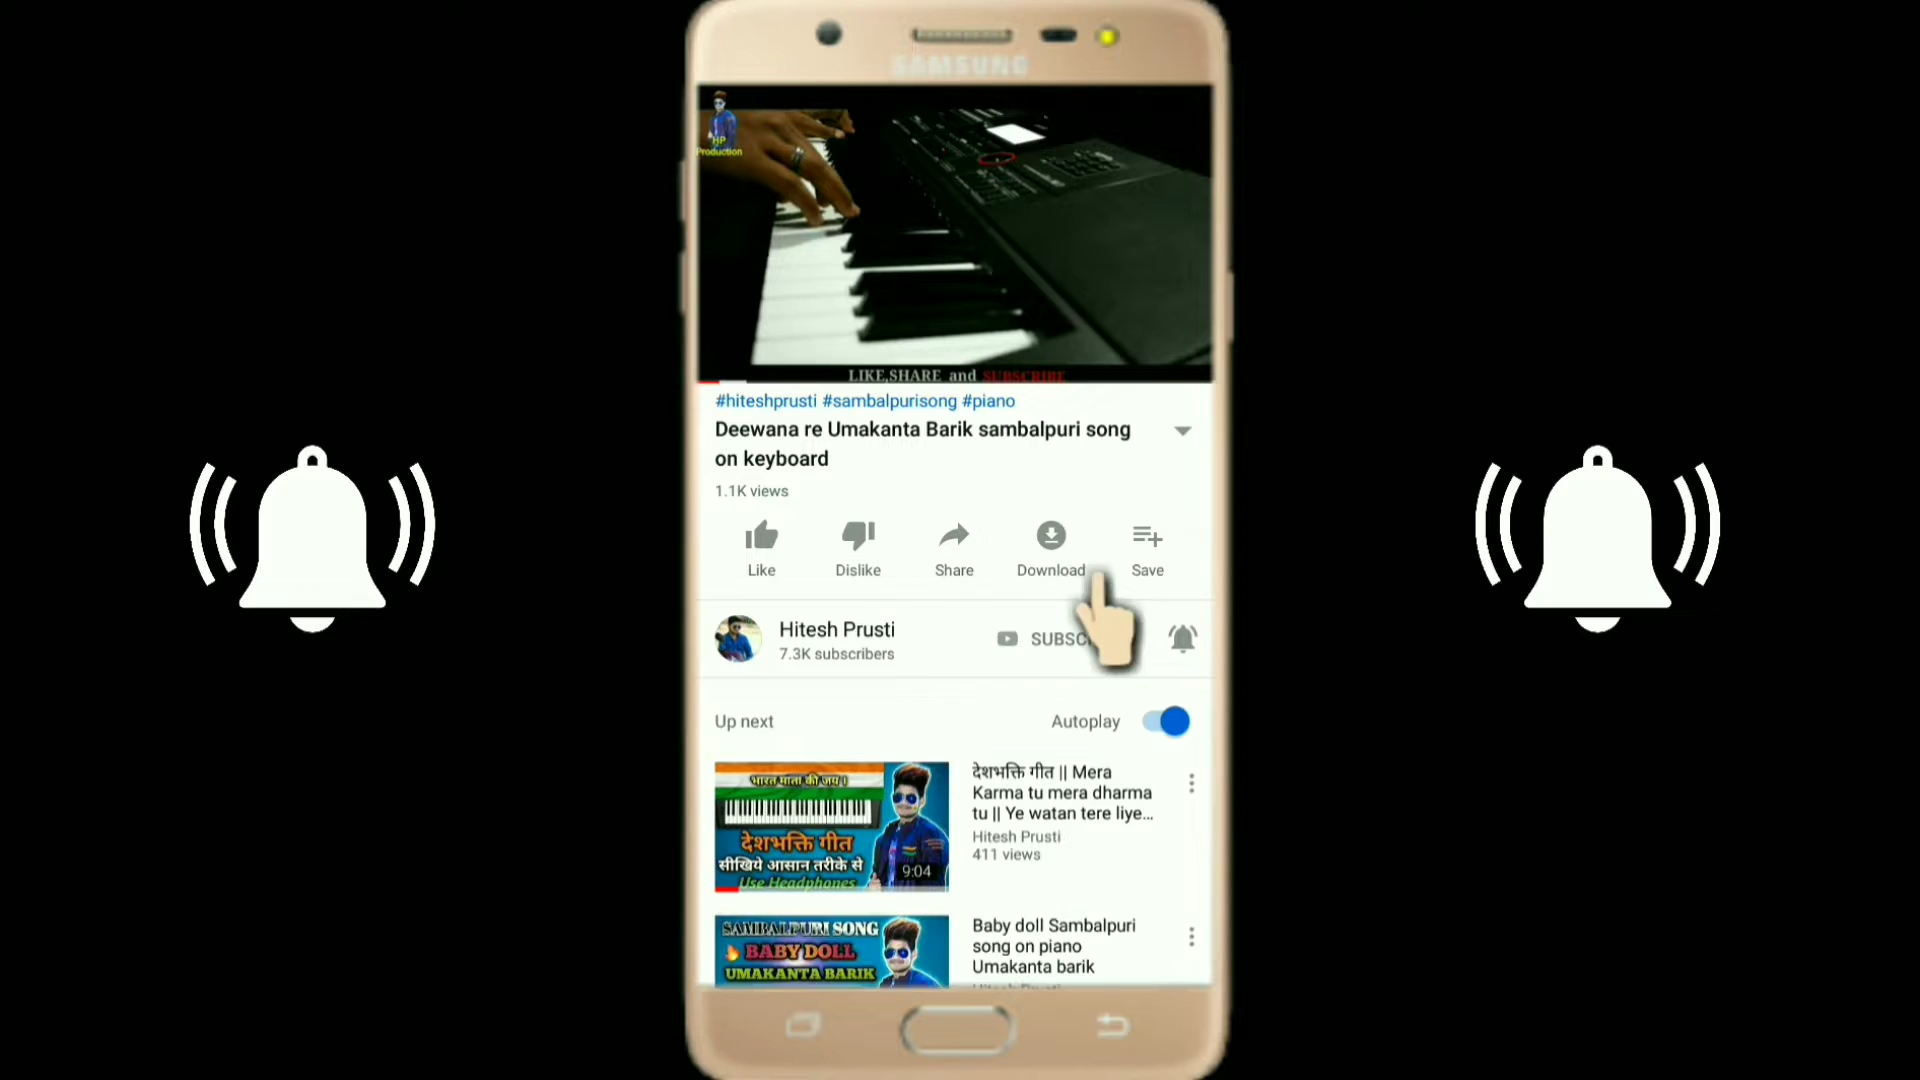 SAMSUNG
HP
Production
LIKE,SHARE and SUBSCRIBE
#hiteshprusti #sambalpurisong #piano
Deewana re Umakanta Barik sambalpuri song
on keyboard
1.1K views
Like
Dislike
Share
Download
Save
Hitesh Prusti
7.3K subscribers
SUBSC
Up next
Autoplay
भारत माता की जय।
देशभक्ति गीत
सीखिये आसान तरीके से
Use Headphones
9:04
देशभक्ति गीत || Mera
Karma tu mera dharma
tu || Ye watan tere liye...
Hitesh Prusti
411 views
SAMBALPURI SONG
BABY DOLL
UMAKANTA BARIK
Baby doll Sambalpuri
song on piano
Umakanta barik